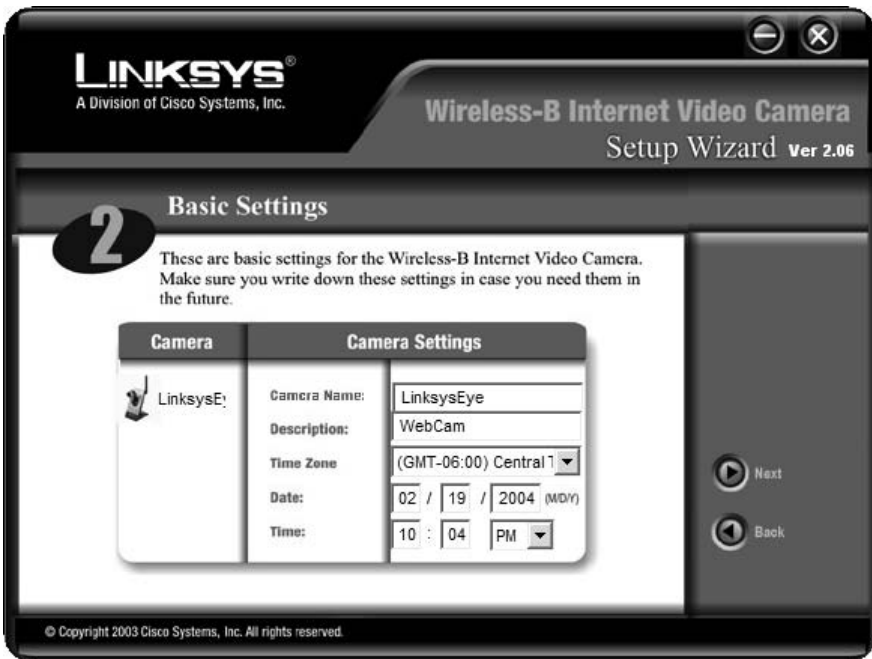 LINKSYS®
A Division of Cisco Systems, Inc.
Wireless-B Internet Video Camera
Setup Wizard Ver 2.06
2
Basic Settings
These are basic settings for the Wireless-B Internet Video Camera.
Make sure you write down these settings in case you need them in
the future.
Camera
Camera Settings
LinksysEy
Camera Name: LinksysEye
Description: WebCam
Time Zone (GMT-06:00) Central T
Date: 02 / 19 / 2004 (M/D/Y)
Time: 10 : 04 PM
Next
Back
© Copyright 2003 Cisco Systems, Inc. All rights reserved.